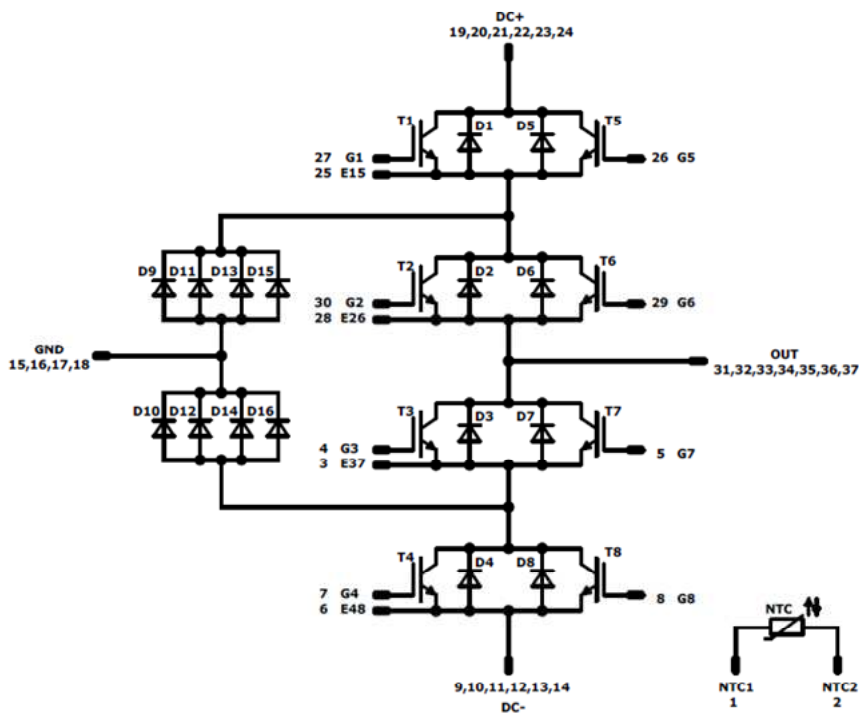 DC+
19,20,21,22,23,24
T1 D1 D5 T5
27 G1 26 G5
25 E15
D9 D11 D13 D15 T2 D2 D6 T6
30 G2 29 G6
28 E26
GND
15,16,17,18
OUT
31,32,33,34,35,36,37
D10 D12 D14 D16 T3 D3 D7 T7
4 G3 5 G7
3 E37
T4 D4 D8 T8
7 G4 8 G8
6 E48
NTC
9,10,11,12,13,14
DC-
NTC1 NTC2
1 2